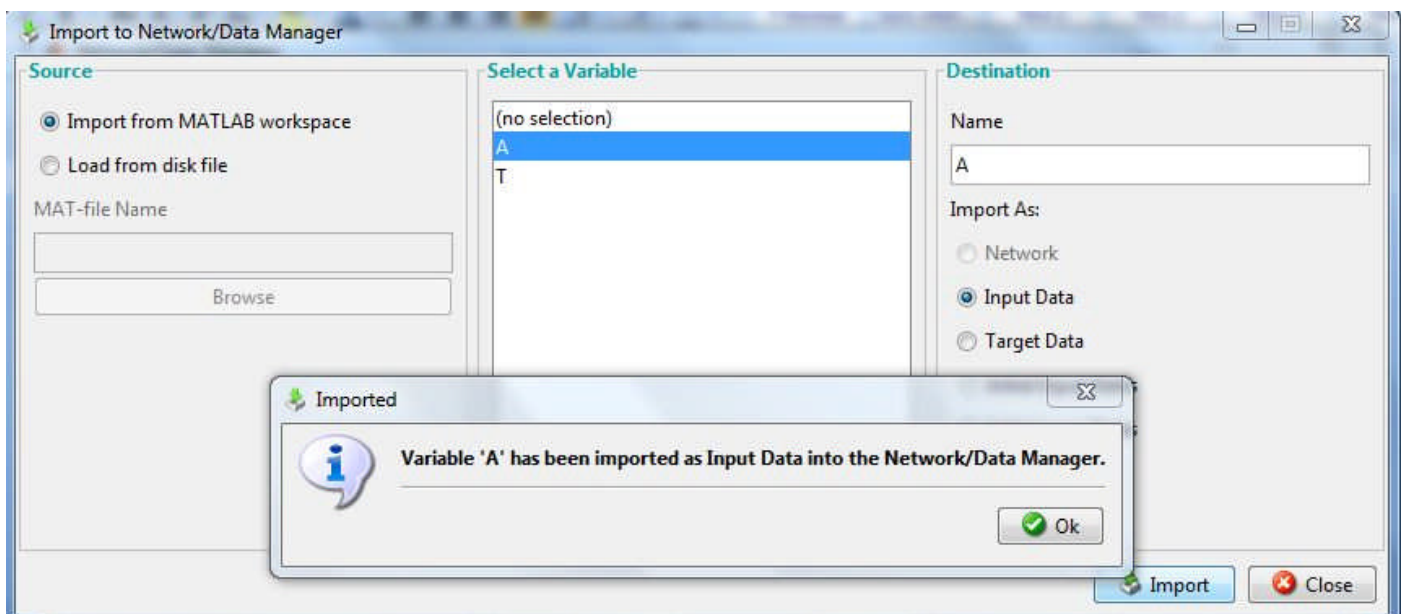 Import to Network/Data Manager
Source
Import from MATLAB workspace
Load from disk file
MAT-file Name
Browse
Select a Variable
(no selection)
A
T
Destination
Name
A
Import As:
Network
Input Data
Target Data
Imported
Variable 'A' has been imported as Input Data into the Network/Data Manager.
Ok
Import
Close